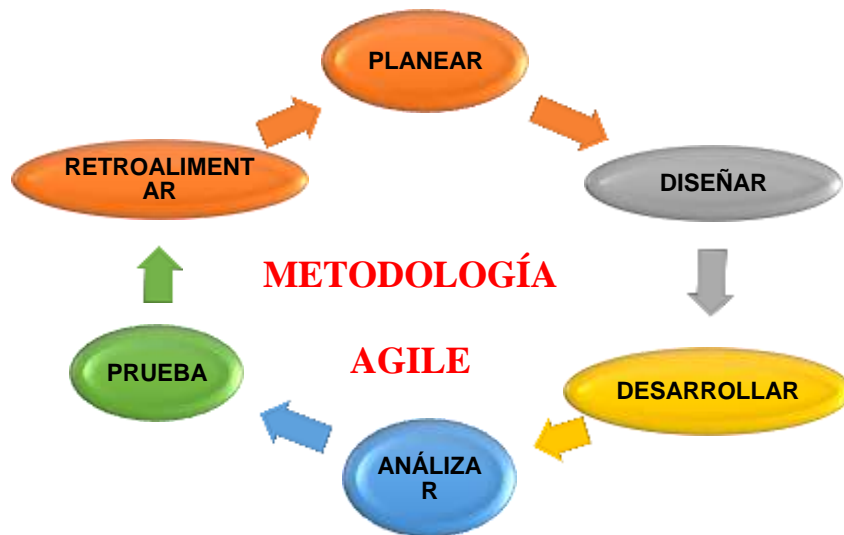 PLANEAR
RETROALIMENT
AR
DISEÑAR
METODOLOGÍA
AGILE
PRUEBA
DESARROLLAR
ANÁLIZA
R